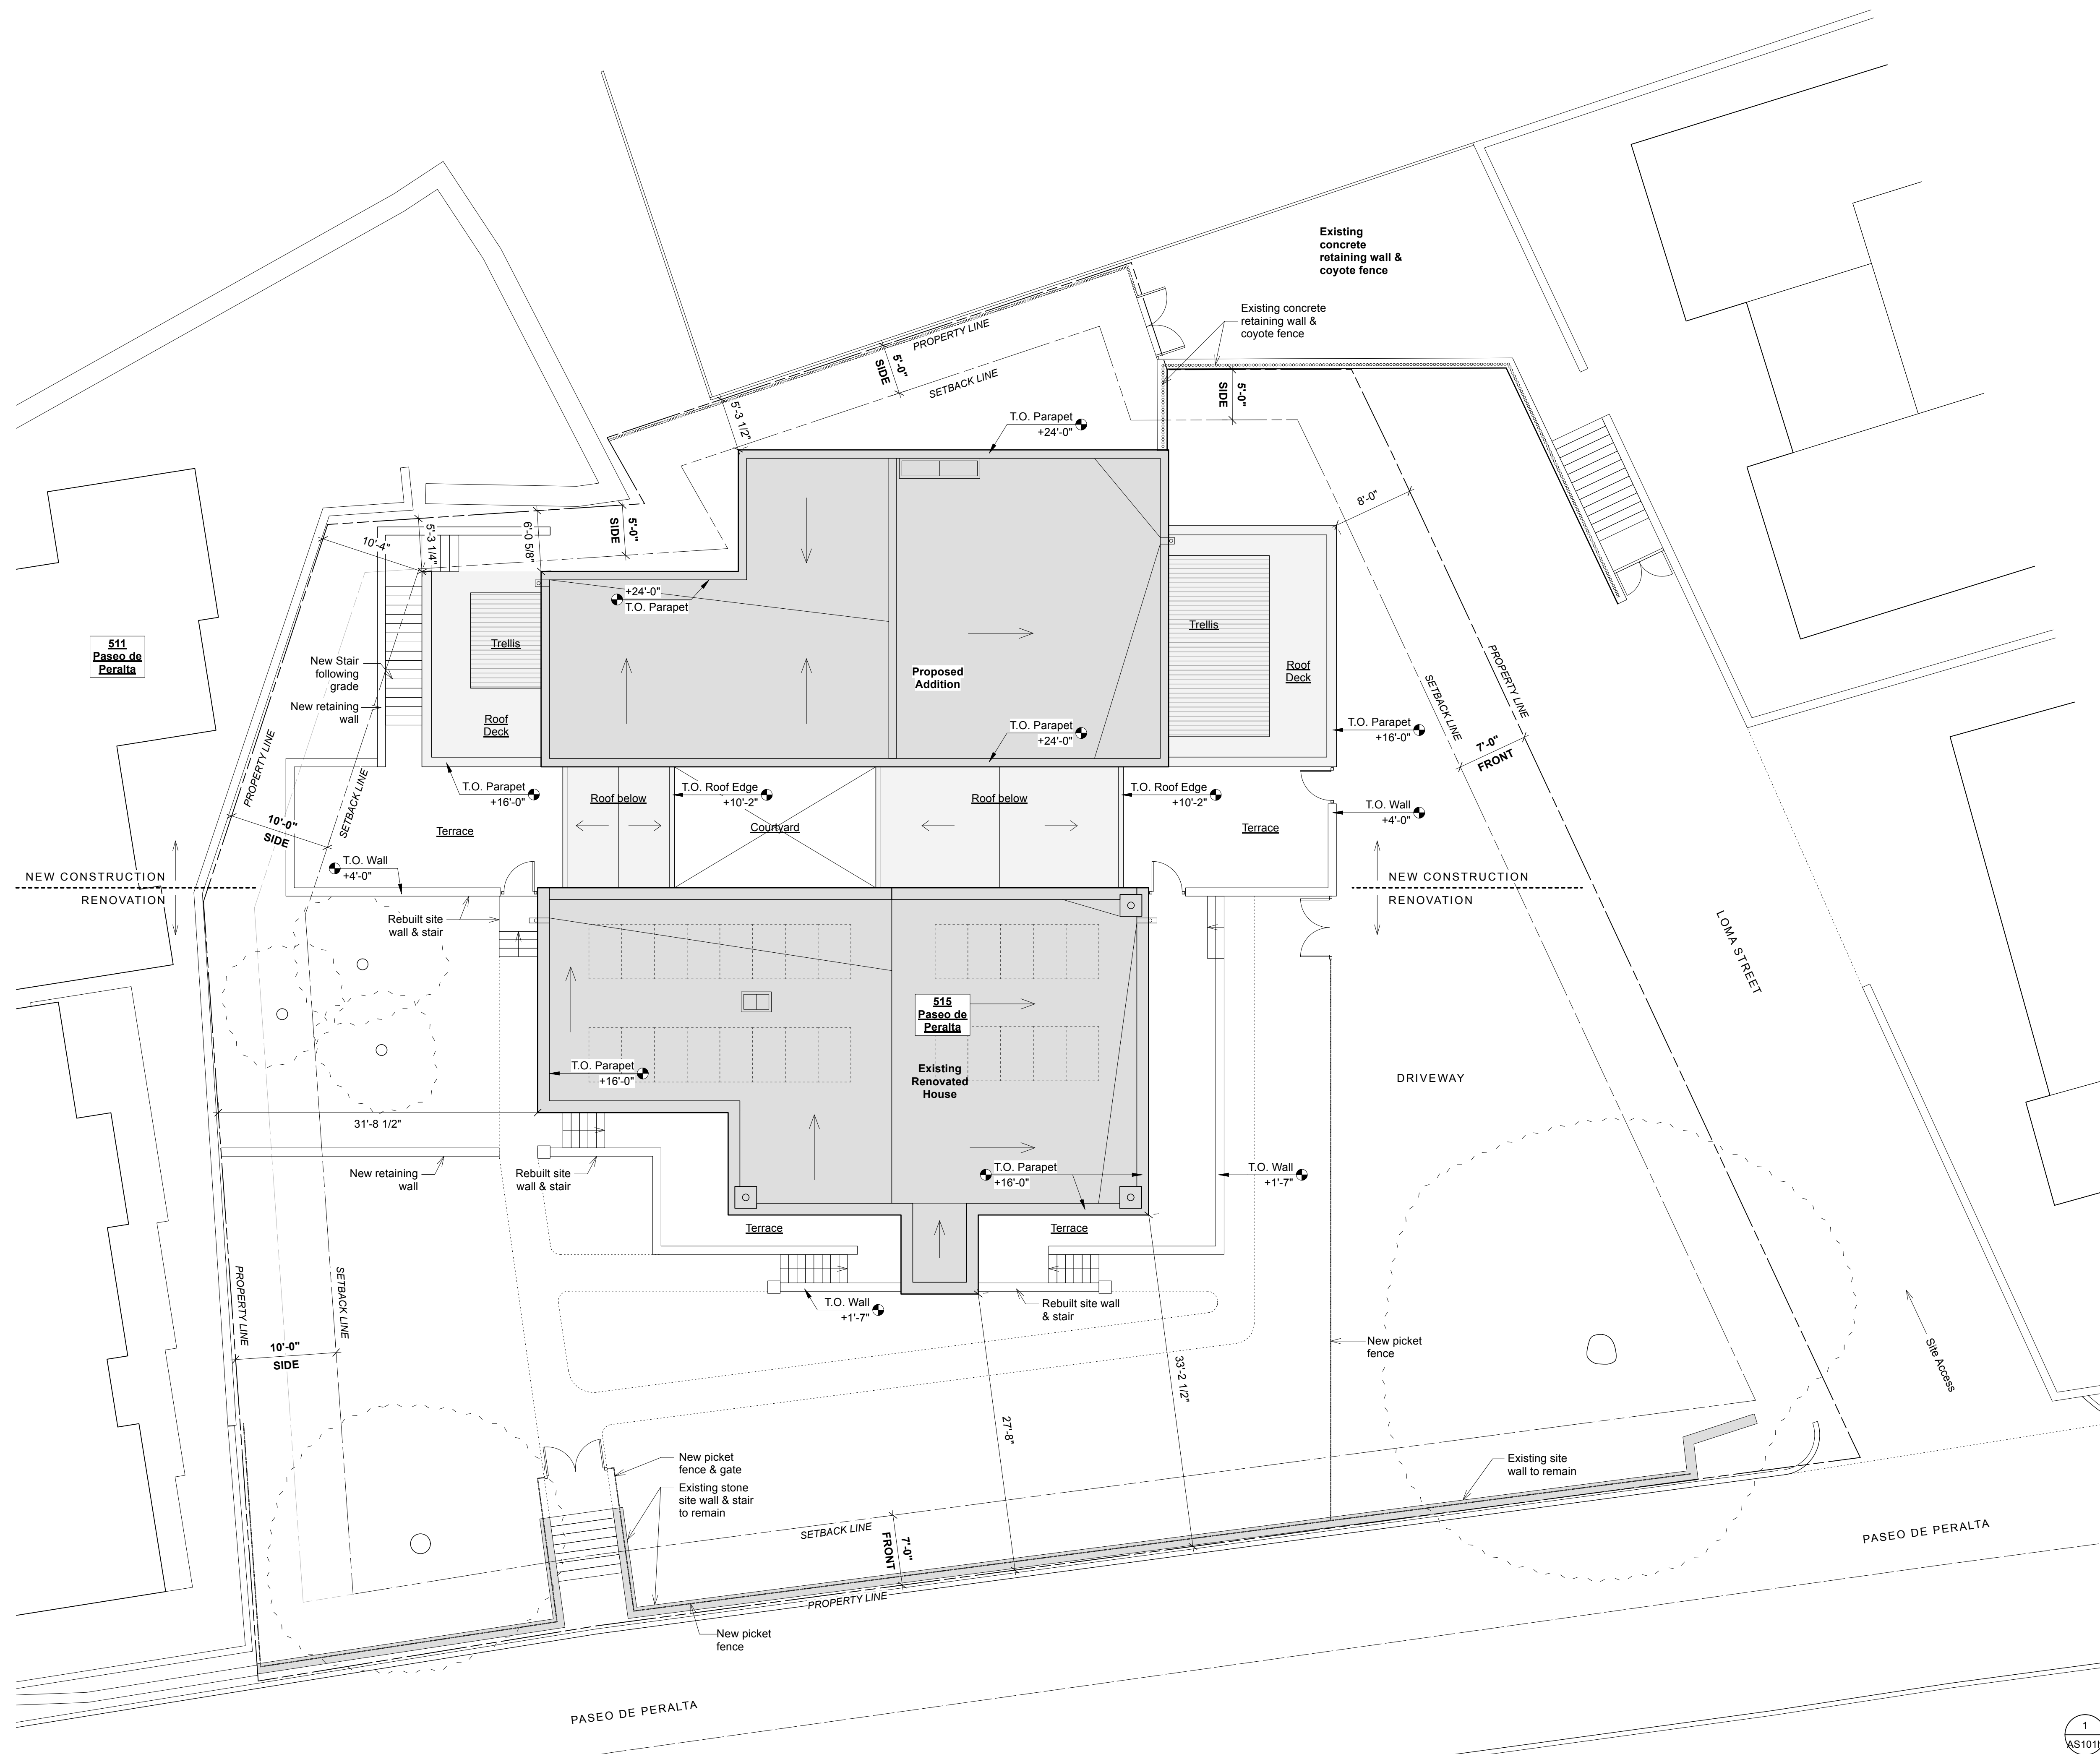 Existing
concrete
retaining wall &
coyote fence
Existing concrete
retaining wall &
coyote fence
PROPERTY LINE
5'-0"
SIDE
SETBACK LINE
5'-0"
SIDE
5'-3 1/2"
T.O. Parapet
+24'-0"
8'-0"
5'-0"
SIDE
6'-0 5/8"
5'-3 1/4"
10'-4"
+24'-0"
T.O. Parapet
511
Paseo de
Peralta
Trellis
Trellis
New Stair
following
grade
New retaining
wall
Roof
Deck
Proposed
Addition
Roof
Deck
PROPERTY LINE
SETBACK LINE
T.O. Parapet
+24'-0"
T.O. Parapet
+16'-0"
7'-0"
FRONT
PROPERTY LINE
SETBACK LINE
T.O. Parapet
+16'-0"
Roof below
T.O. Roof Edge
+10'-2"
Roof below
T.O. Roof Edge
+10'-2"
T.O. Wall
+4'-0"
10'-0"
SIDE
Terrace
Courtyard
Terrace
T.O. Wall
+4'-0"
NEW CONSTRUCTION
RENOVATION
NEW CONSTRUCTION
RENOVATION
Rebuilt site
wall & stair
LOMA STREET
515
Paseo de
Peralta
T.O. Parapet
+16'-0"
Existing
Renovated
House
DRIVEWAY
31'-8 1/2"
New retaining
wall
Rebuilt site
wall & stair
T.O. Parapet
+16'-0"
T.O. Wall
+1'-7"
Terrace
Terrace
PROPERTY LINE
SETBACK LINE
T.O. Wall
+1'-7"
Rebuilt site wall
& stair
10'-0"
SIDE
New picket
fence
Site Access
33'-2 1/2"
27'-8"
New picket
fence & gate
Existing stone
site wall & stair
to remain
Existing site
wall to remain
SETBACK LINE
7'-0"
FRONT
PROPERTY LINE
PASEO DE PERALTA
New picket
fence
PASEO DE PERALTA
1